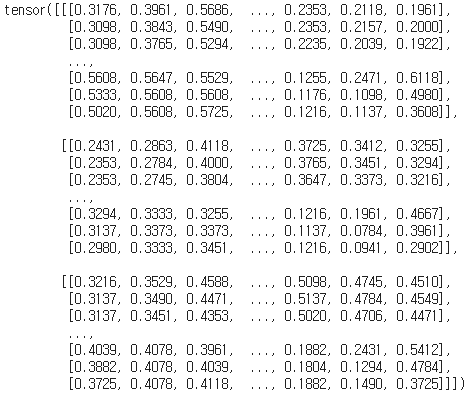 tensor([[[0.3176, 0.3961, 0.5686,  ..., 0.2353, 0.2118, 0.1961],
         [0.3098, 0.3843, 0.5490,  ..., 0.2353, 0.2157, 0.2000],
         [0.3098, 0.3765, 0.5294,  ..., 0.2235, 0.2039, 0.1922],
         ...,
         [0.5608, 0.5647, 0.5529,  ..., 0.1255, 0.2471, 0.6118],
         [0.5333, 0.5608, 0.5608,  ..., 0.1176, 0.1098, 0.4980],
         [0.5020, 0.5608, 0.5725,  ..., 0.1216, 0.1137, 0.3608]],

        [[0.2431, 0.2863, 0.4118,  ..., 0.3725, 0.3412, 0.3255],
         [0.2353, 0.2784, 0.4000,  ..., 0.3765, 0.3451, 0.3294],
         [0.2353, 0.2745, 0.3804,  ..., 0.3647, 0.3373, 0.3216],
         ...,
         [0.3294, 0.3333, 0.3255,  ..., 0.1216, 0.1961, 0.4667],
         [0.3137, 0.3373, 0.3373,  ..., 0.1137, 0.0784, 0.3961],
         [0.2980, 0.3333, 0.3451,  ..., 0.1216, 0.0941, 0.2902]],

        [[0.3216, 0.3529, 0.4588,  ..., 0.5098, 0.4745, 0.4510],
         [0.3137, 0.3490, 0.4471,  ..., 0.5137, 0.4784, 0.4549],
         [0.3137, 0.3451, 0.4353,  ..., 0.5020, 0.4706, 0.4471],
         ...,
         [0.4039, 0.4078, 0.3961,  ..., 0.1882, 0.2431, 0.5412],
         [0.3882, 0.4078, 0.4039,  ..., 0.1804, 0.1294, 0.4784],
         [0.3725, 0.4078, 0.4118,  ..., 0.1882, 0.1490, 0.3725]]])